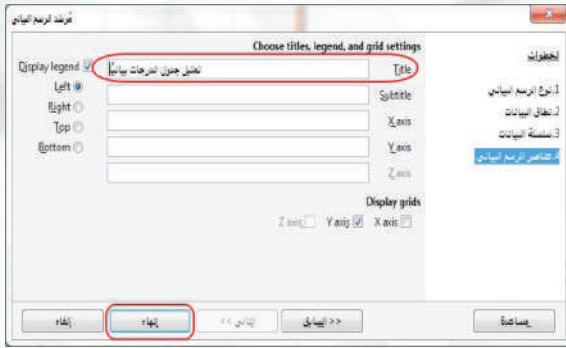 مُرشد الرسم البياني
الخطوات
1.نوع الرسم البياني
2.نطاق البيانات
3.سلسلة البيانات
4.عناصر الرسم البياني
Choose titles, legend, and grid settings
Title
تمثيل جدول الدرجات بيانياً
Subtitle
X axis
Y axis
Z axis
Display legend
Left
Right
Top
Bottom
Display grids
X axis
Y axis
Z axis
مساعدة
<< السابق
التالي >>
إنهاء
إلغاء